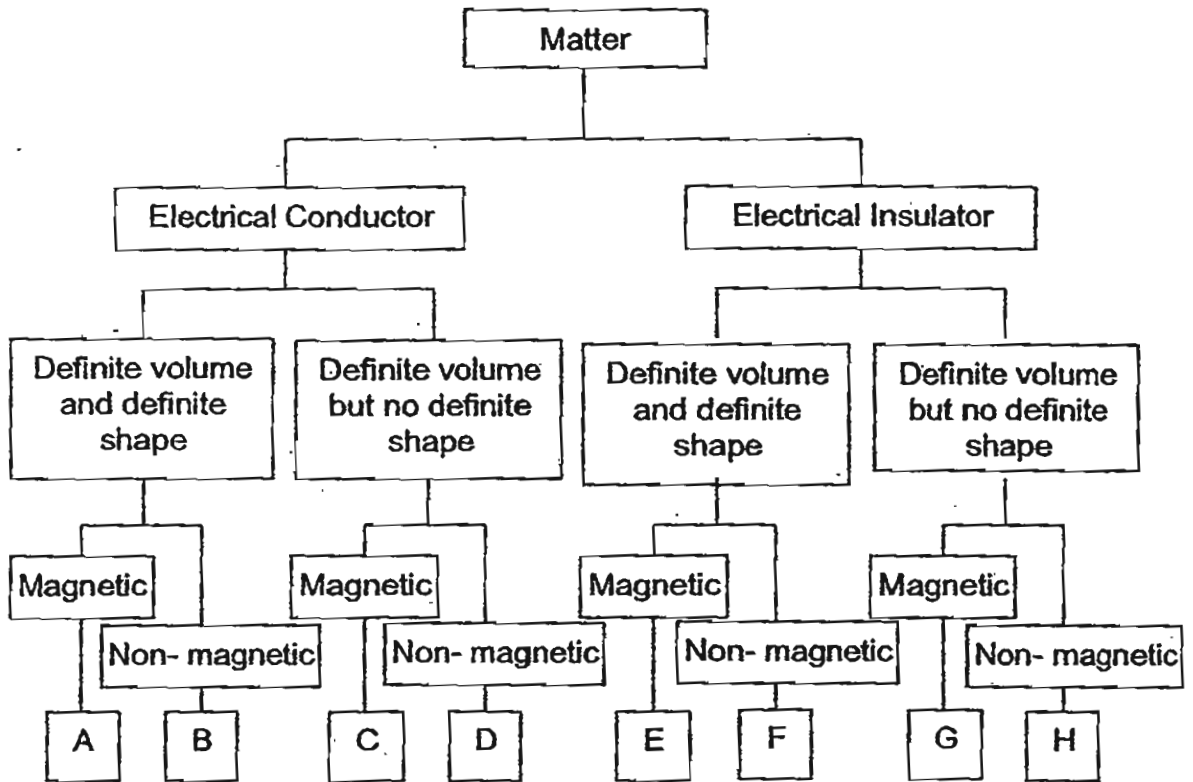 Matter
Electrical Conductor
Electrical Insulator
Definite volume
and definite
shape
Definite volume
but no definite
shape
Definite volume
and definite
shape
Definite volume
but no definite
shape
Magnetic
Magnetic
Magnetic
Magnetic
Non- magnetic
Non- magnetic
Non- magnetic
Non- magnetic
A
B
C
D
E
F
G
H